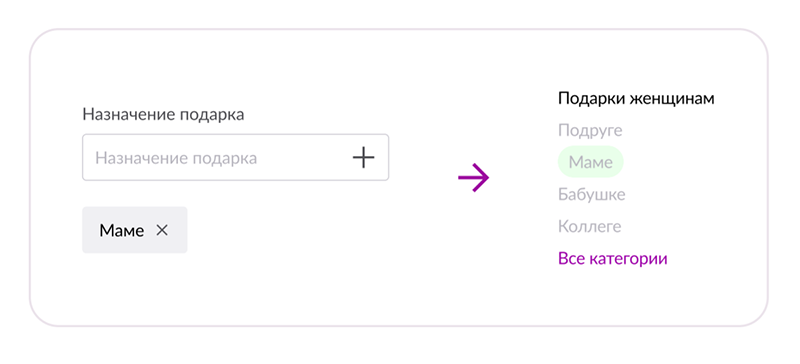 Назначение подарка
Назначение подарка
Маме
Подарки женщинам
Подруге
Маме
Бабушке
Коллеге
Все категории